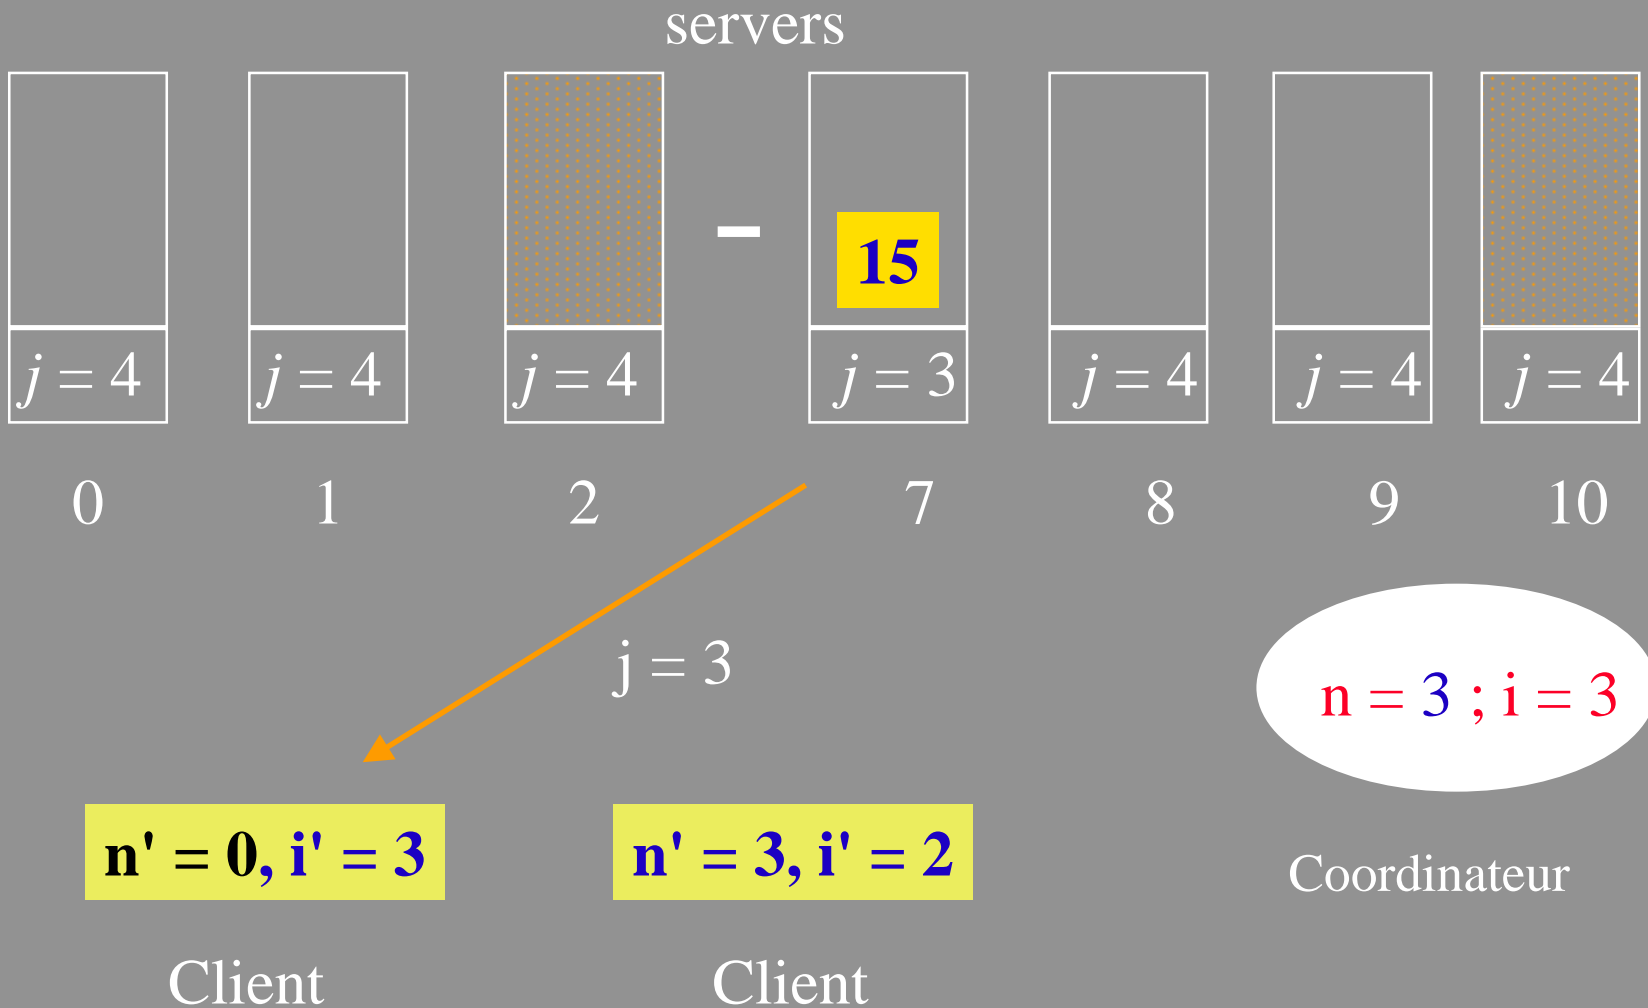 servers
15
j = 4 j = 4 j = 4 j = 3 j = 4 j = 4 j = 4
0 1 2 7 8 9 10
j = 3
n = 3 ; i = 3
n' = 0, i' = 3 n' = 3, i' = 2
Coordinateur
Client Client